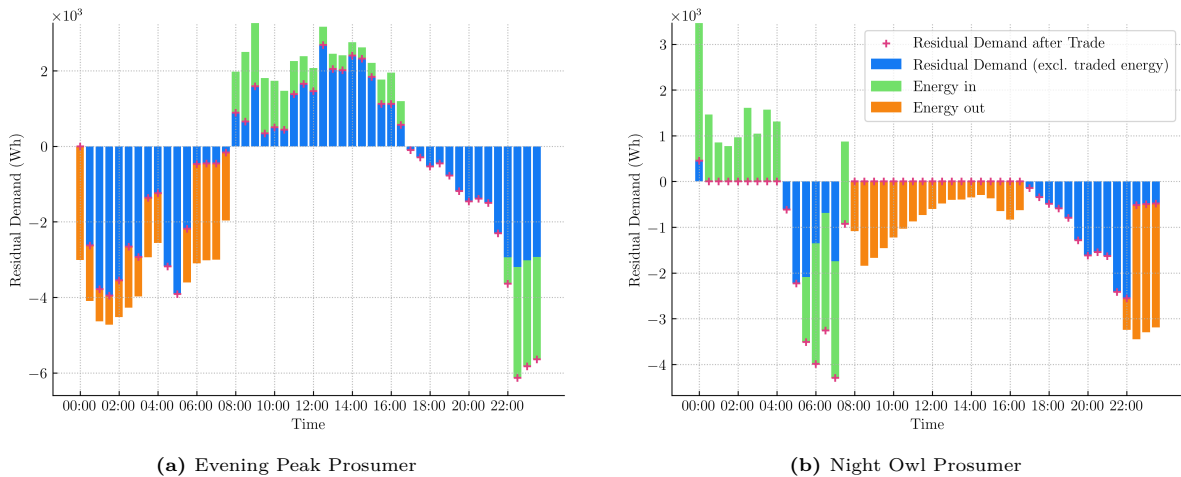 ×10³
2
0
−2
−4
−6
Residual Demand (Wh)
00:00 02:00 04:00 06:00 08:00 10:00 12:00 14:00 16:00 18:00 20:00 22:00
Time
(a) Evening Peak Prosumer
×10³
3
2
1
0
−1
−2
−3
−4
Residual Demand (Wh)
Residual Demand after Trade
Residual Demand (excl. traded energy)
Energy in
Energy out
00:00 02:00 04:00 06:00 08:00 10:00 12:00 14:00 16:00 18:00 20:00 22:00
Time
(b) Night Owl Prosumer